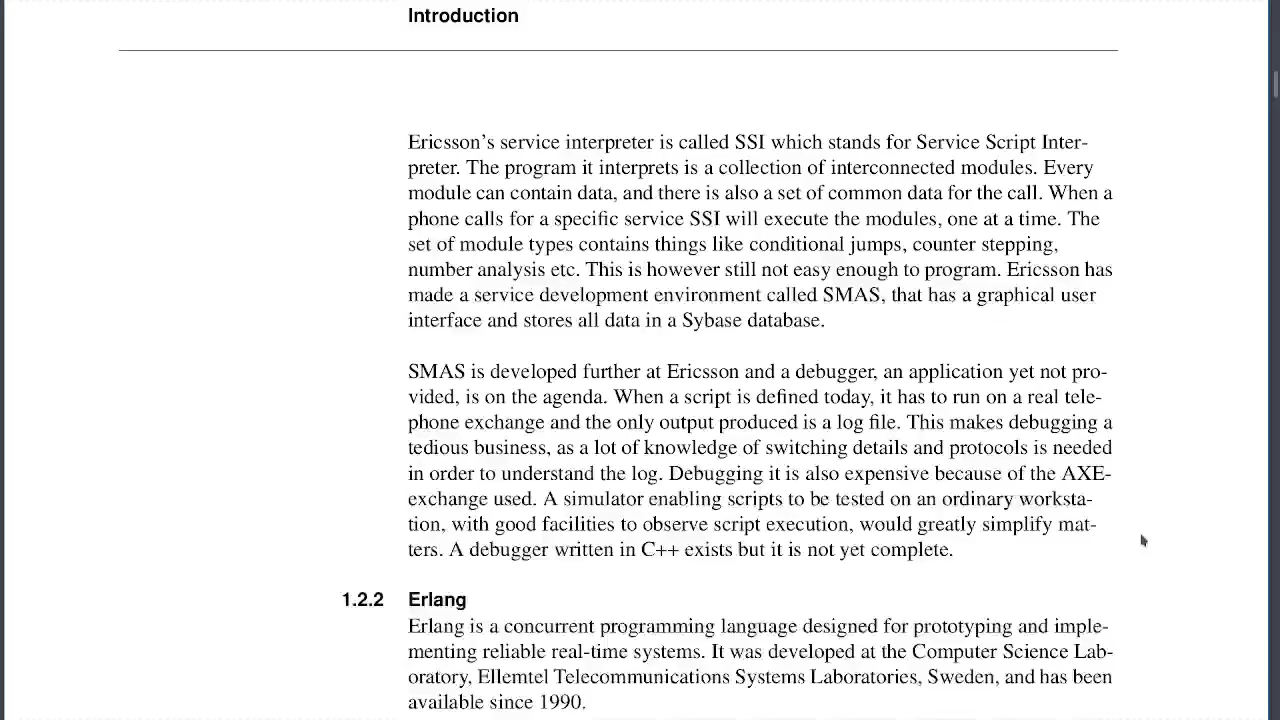 Introduction
Ericsson's service interpreter is called SSI which stands for Service Script Inter-
preter. The program it interprets is a collection of interconnected modules. Every
module can contain data, and there is also a set of common data for the call. When a
phone calls for a specific service SSI will execute the modules, one at a time. The
set of module types contains things like conditional jumps, counter stepping,
number analysis etc. This is however still not easy enough to program. Ericsson has
made a service development environment called SMAS, that has a graphical user
interface and stores all data in a Sybase database.
SMAS is developed further at Ericsson and a debugger, an application yet not pro-
vided, is on the agenda. When a script is defined today, it has to run on a real tele-
phone exchange and the only output produced is a log file. This makes debugging a
tedious business, as a lot of knowledge of switching details and protocols is needed
in order to understand the log. Debugging it is also expensive because of the AXE-
exchange used. A simulator enabling scripts to be tested on an ordinary worksta-
tion, with good facilities to observe script execution, would greatly simplify mat-
ters. A debugger written in C++ exists but it is not yet complete.
1.2.2 Erlang
Erlang is a concurrent programming language designed for prototyping and imple-
menting reliable real-time systems. It was developed at the Computer Science Lab-
oratory, Ellemtel Telecommunications Systems Laboratories, Sweden, and has been
available since 1990.